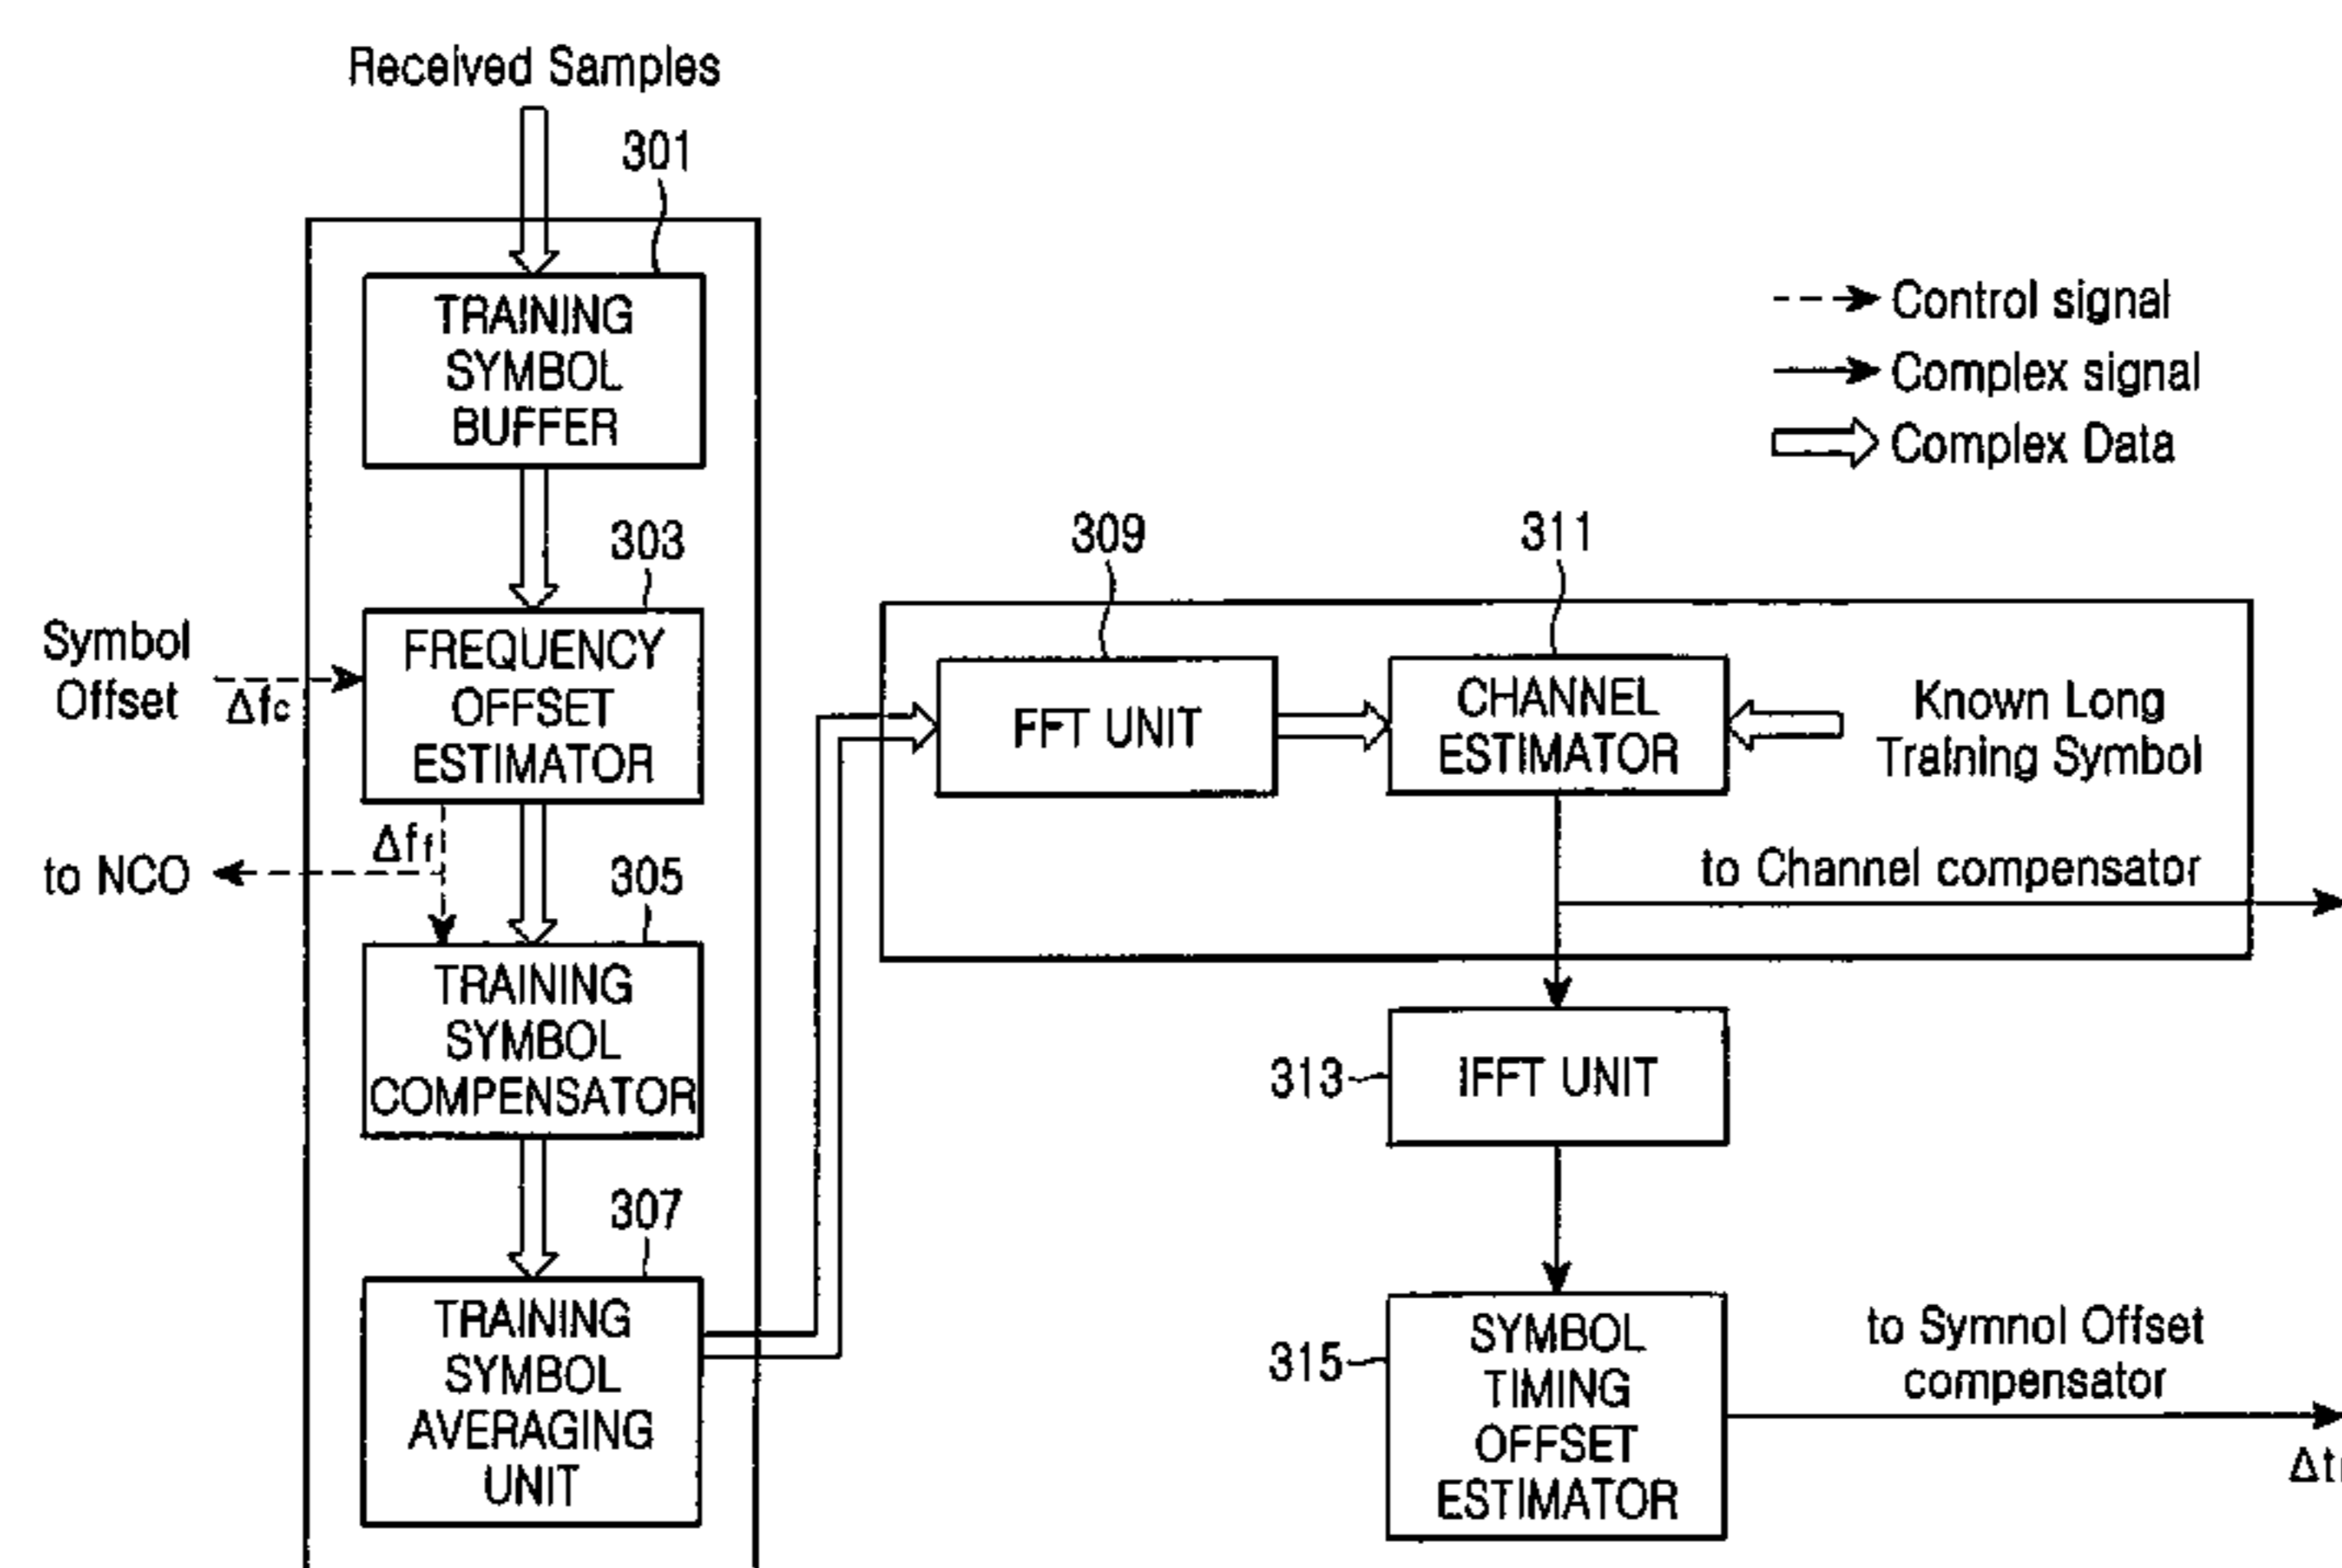 Received Samples
301
TRAINING
SYMBOL
BUFFER
303
Symbol
Offset
Δfc
FREQUENCY
OFFSET
ESTIMATOR
Δff
to NCO
305
TRAINING
SYMBOL
COMPENSATOR
307
TRAINING
SYMBOL
AVERAGING
UNIT
Control signal
Complex signal
Complex Data
309
FFT UNIT
311
CHANNEL
ESTIMATOR
Known Long
Training Symbol
to Channel compensator
313
IFFT UNIT
315
SYMBOL
TIMING
OFFSET
ESTIMATOR
to Symnol Offset
compensator